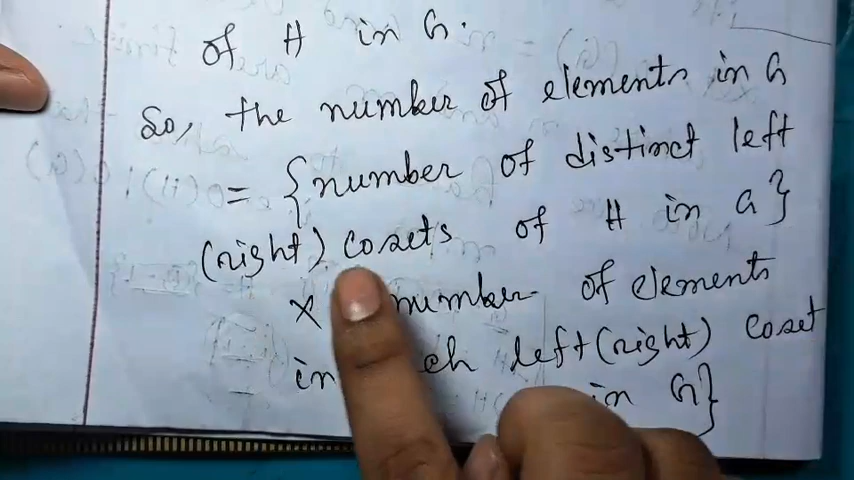 of H in G.
So, the number of elements in G
= {number of distinct left
(right) cosets of H in G}
x number of elements
in left (right) coset
in G}